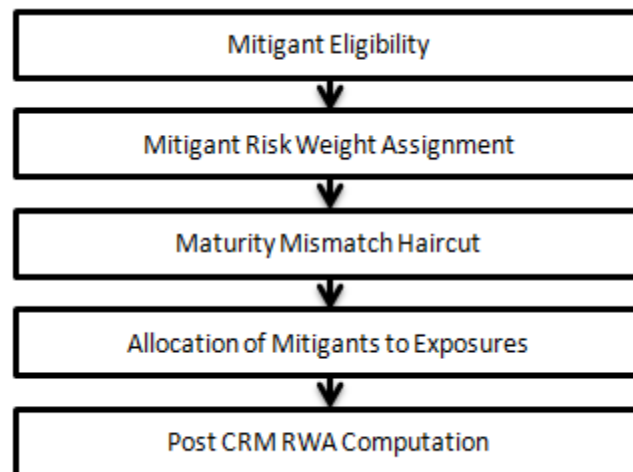 Mitigant Eligibility
Mitigant Risk Weight Assignment
Maturity Mismatch Haircut
Allocation of Mitigants to Exposures
Post CRM RWA Computation